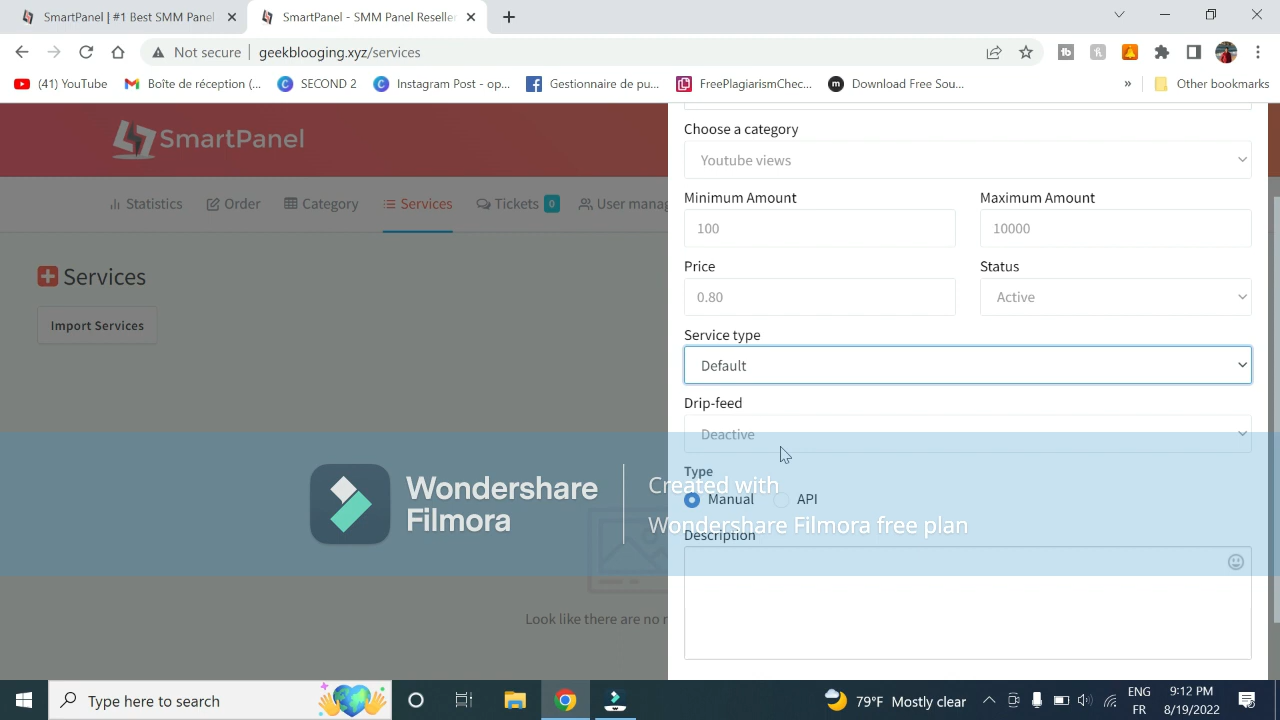 SmartPanel | #1 Best SMM Panel
SmartPanel - SMM Panel Reseller
Not secure
geekblooging.xyz/services
(41) YouTube
Boîte de réception (...
SECOND 2
Instagram Post - op...
Gestionnaire de pu...
FreePlagiarismChec...
Download Free Sou...
»
Other bookmarks
SmartPanel
Statistics
Order
Category
Services
Tickets 0
User manag
Services
Import Services
Look like there are no r
Choose a category
Youtube views
Minimum Amount
Maximum Amount
100
10000
Price
Status
0.80
Active
Service type
Default
Drip-feed
Deactive
Type
Manual
API
Description
Wondershare
Filmora
Created with
Wondershare Filmora free plan
Type here to search
79°F Mostly clear
ENG
FR
9:12 PM
8/19/2022